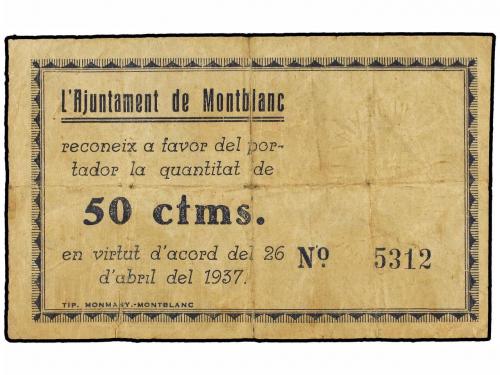 L'Ajuntament de Montblanc
reconeix a favor del por-
tador la quantitat de
50 ctms.
en virtut d'acord del 26
d'abril del 1937.
Nº 5312
TIP. MONMANY.-MONTBLANC